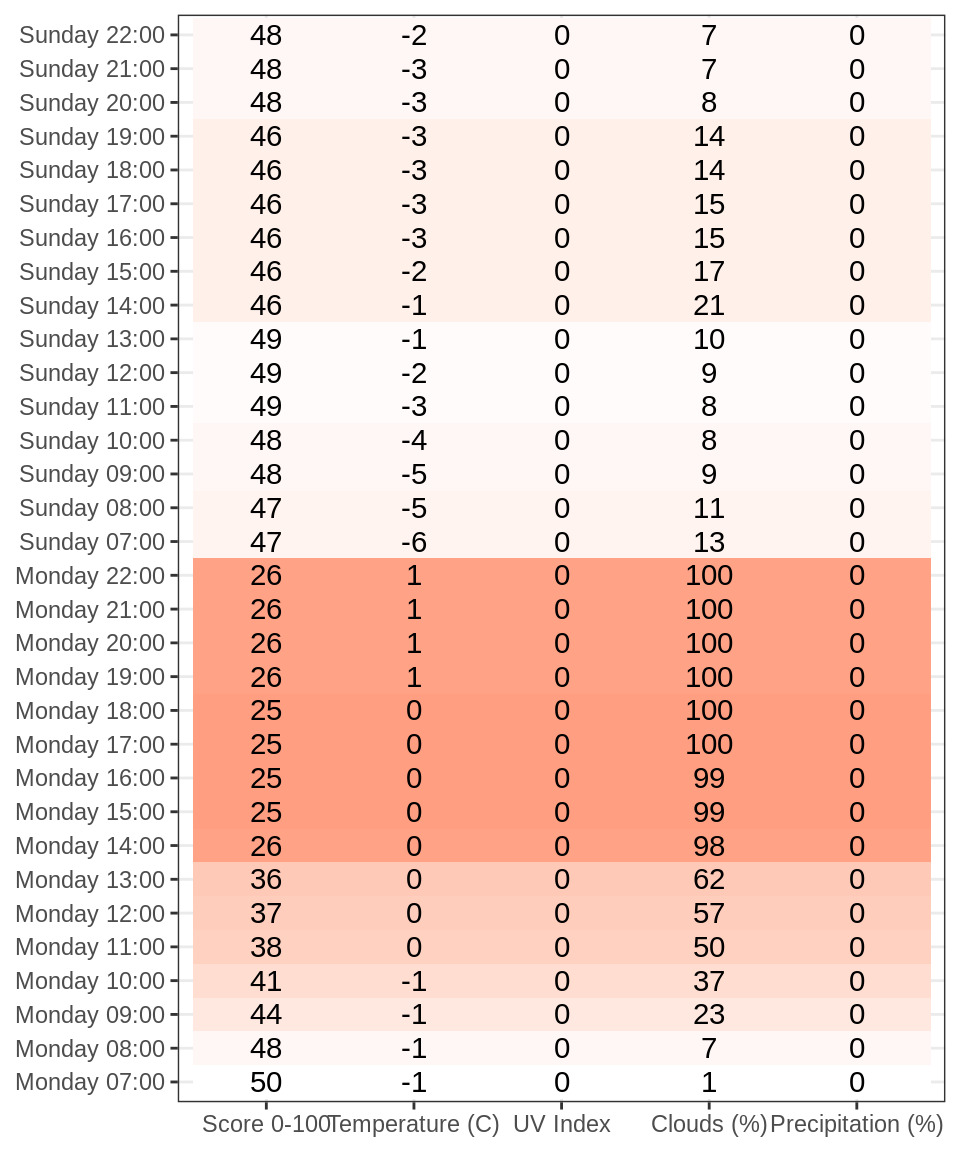 Sunday 22:00 48 -2 0 7 0
Sunday 21:00 48 -3 0 7 0
Sunday 20:00 48 -3 0 8 0
Sunday 19:00 46 -3 0 14 0
Sunday 18:00 46 -3 0 14 0
Sunday 17:00 46 -3 0 15 0
Sunday 16:00 46 -3 0 15 0
Sunday 15:00 46 -2 0 17 0
Sunday 14:00 46 -1 0 21 0
Sunday 13:00 49 -1 0 10 0
Sunday 12:00 49 -2 0 9 0
Sunday 11:00 49 -3 0 8 0
Sunday 10:00 48 -4 0 8 0
Sunday 09:00 48 -5 0 9 0
Sunday 08:00 47 -5 0 11 0
Sunday 07:00 47 -6 0 13 0
Monday 22:00 26 1 0 100 0
Monday 21:00 26 1 0 100 0
Monday 20:00 26 1 0 100 0
Monday 19:00 26 1 0 100 0
Monday 18:00 25 0 0 100 0
Monday 17:00 25 0 0 100 0
Monday 16:00 25 0 0 99 0
Monday 15:00 25 0 0 99 0
Monday 14:00 26 0 0 98 0
Monday 13:00 36 0 0 62 0
Monday 12:00 37 0 0 57 0
Monday 11:00 38 0 0 50 0
Monday 10:00 41 -1 0 37 0
Monday 09:00 44 -1 0 23 0
Monday 08:00 48 -1 0 7 0
Monday 07:00 50 -1 0 1 0
Score 0-100 Temperature (C) UV Index Clouds (%) Precipitation (%)